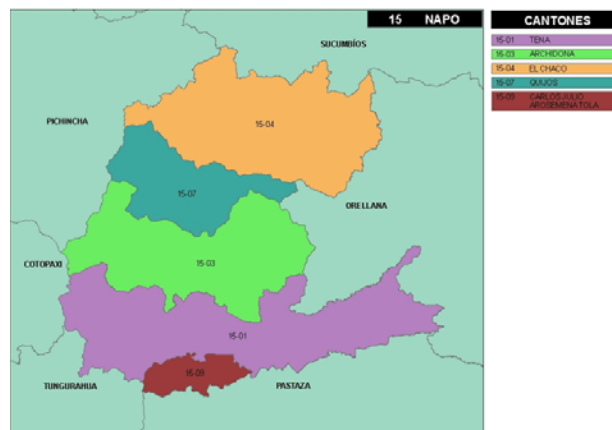 15 NAPO
CANTONES
15-01 TENA
15-03 ARCHIDONA
15-04 EL CHACO
15-07 QUIJOS
15-09 CARLOS JULIO
AROSEMENA TOLA
SUCUMBÍOS
PICHINCHA
15-04
15-07
ORELLANA
COTOPAXI
15-03
15-01
15-09
TUNGURAHUA
PASTAZA